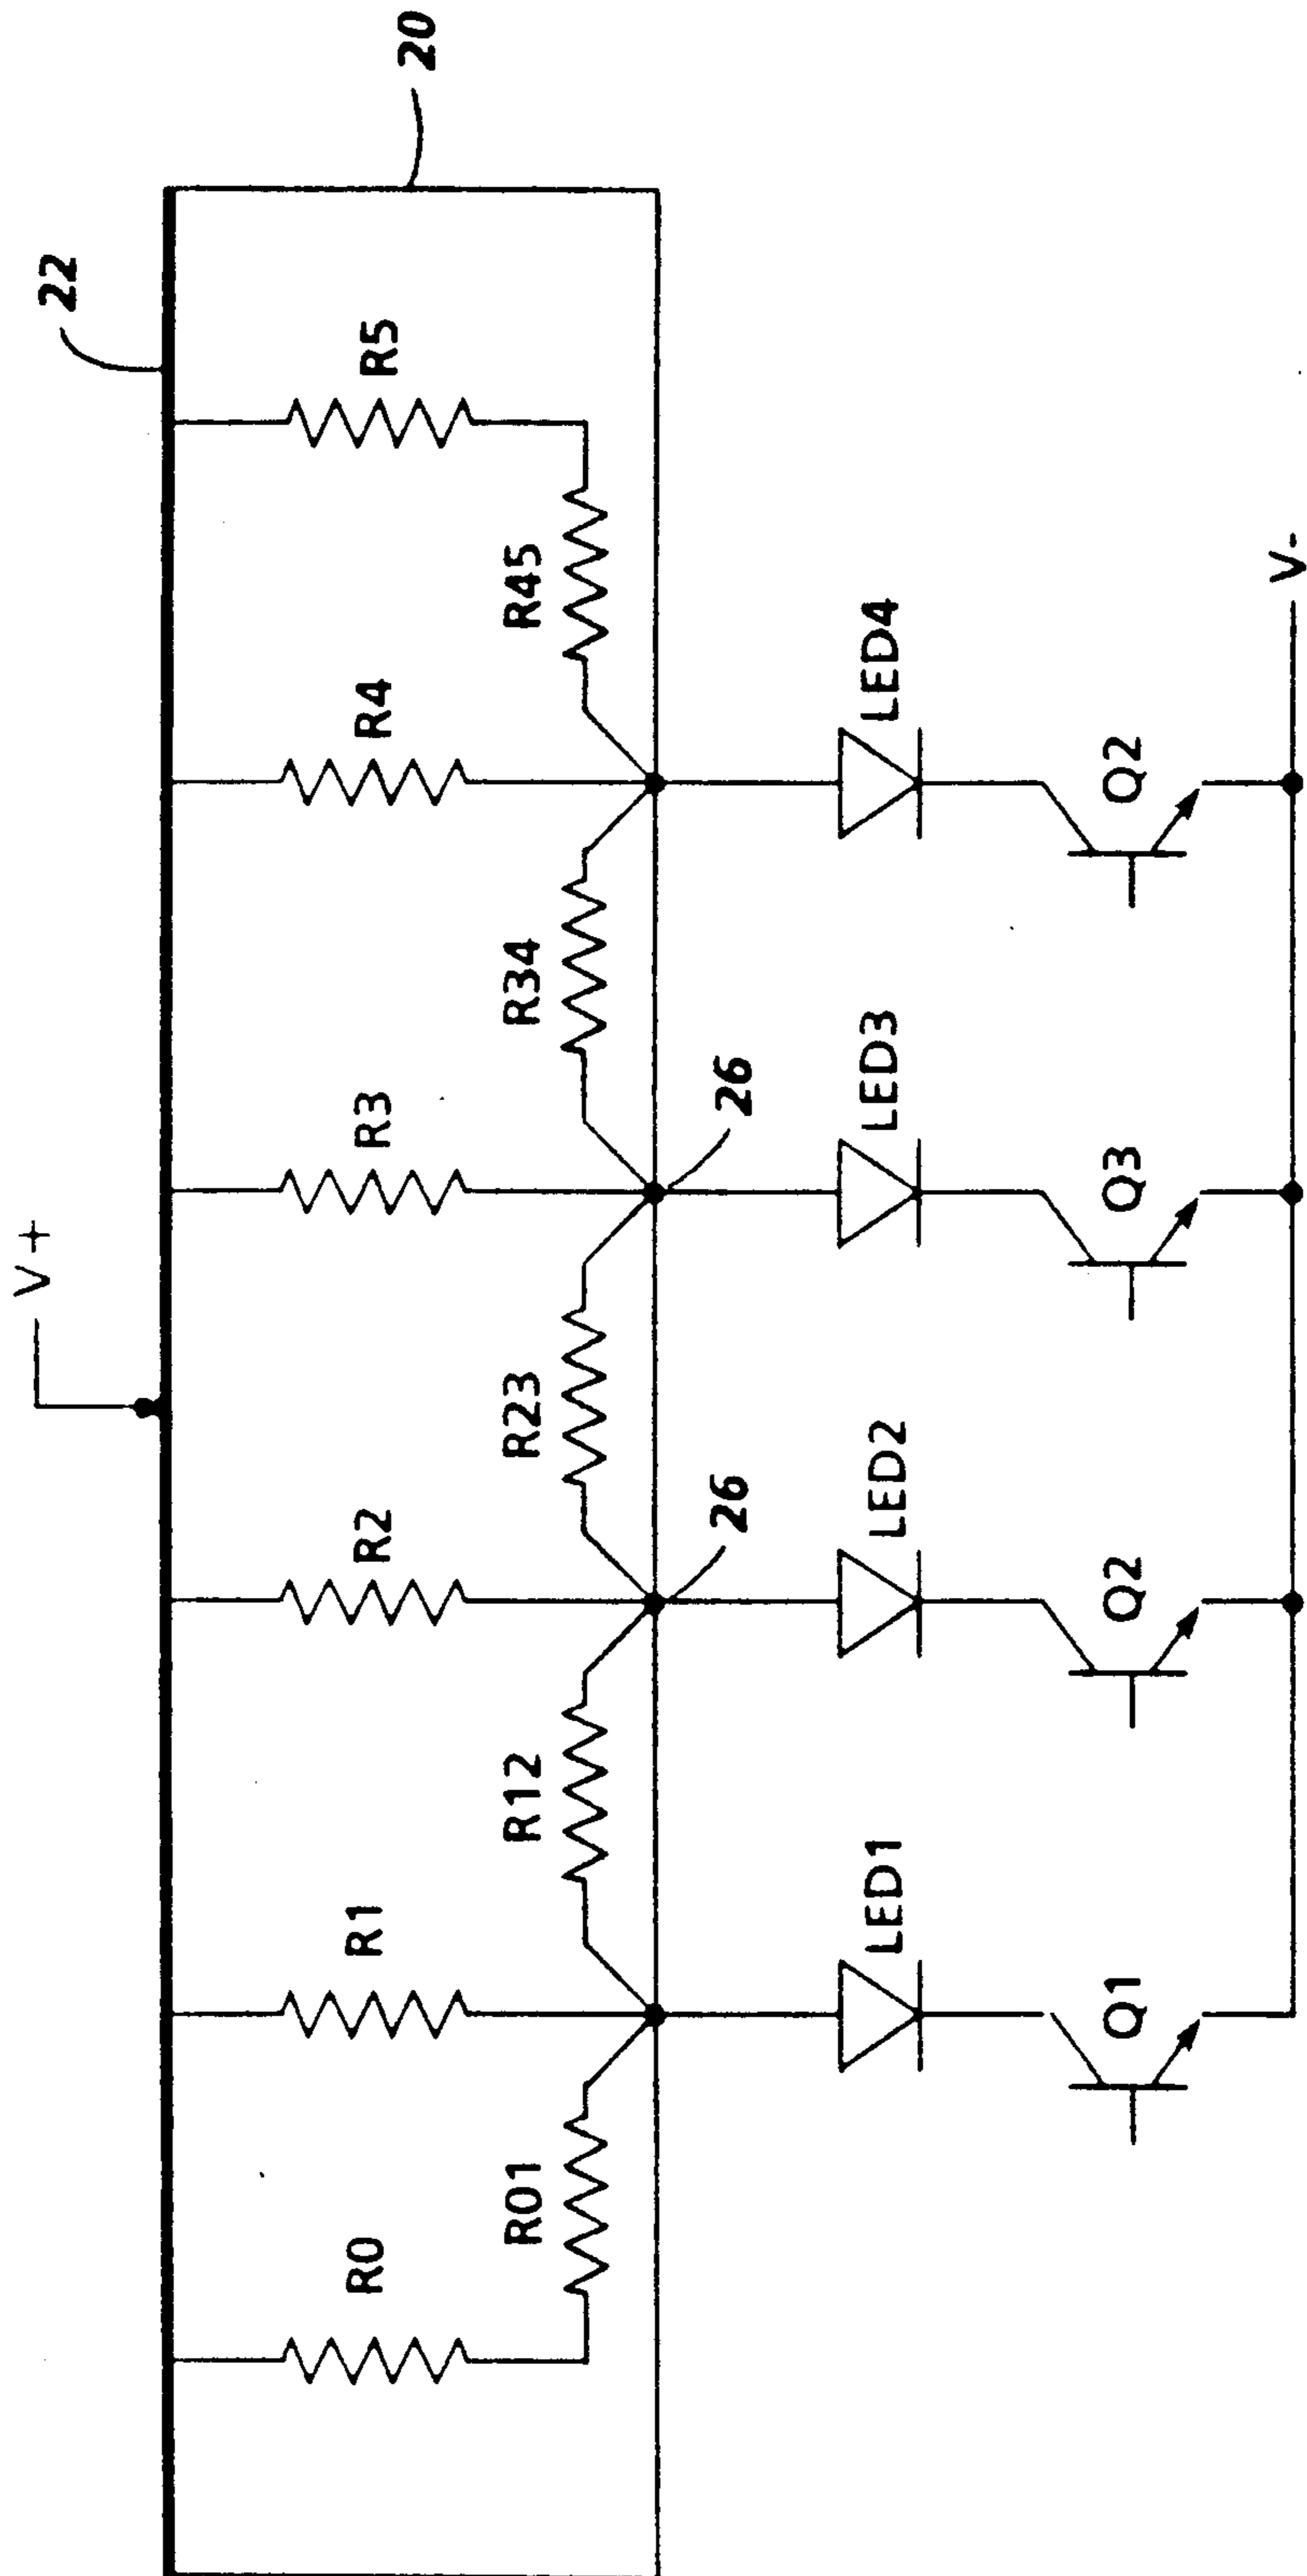 V+
22
20
R0
R1
R2
R3
R4
R5
R01
R12
R23
R34
R45
26
26
LED1
LED2
LED3
LED4
Q1
Q2
Q3
Q2
V-